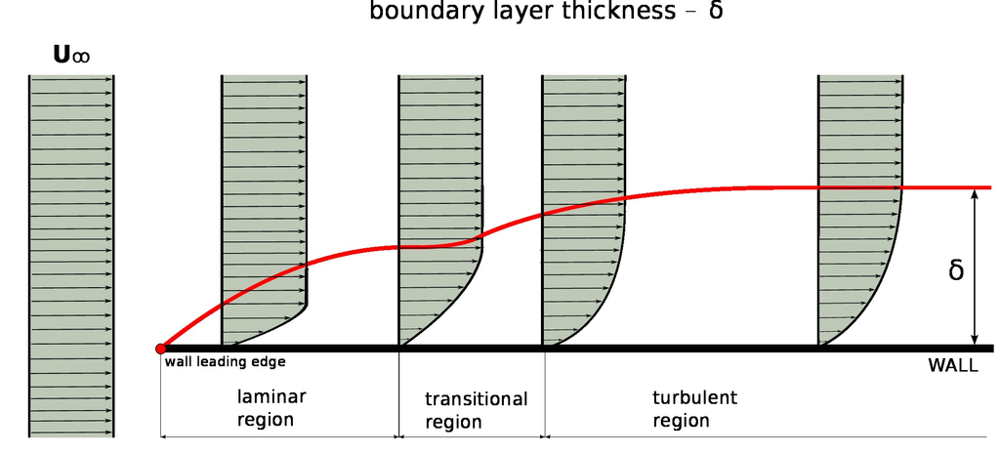 boundary layer thickness – δ
U∞
δ
wall leading edge
WALL
laminar
region
transitional
region
turbulent
region